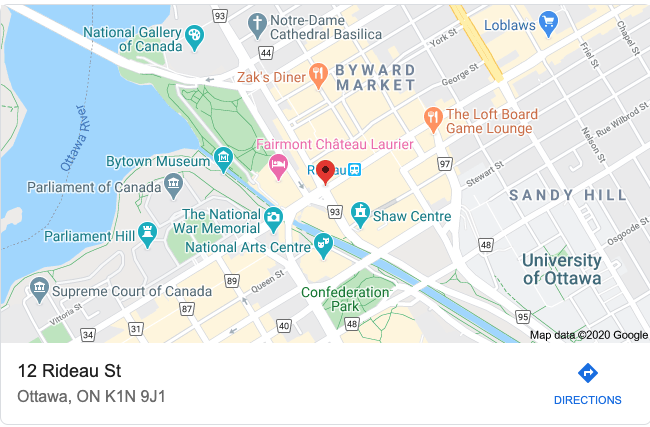 93
Notre-Dame
Cathedral Basilica
Loblaws
Chapel St
National Gallery
of Canada
44
York St
Friel St
Zak's Diner
BYWARD
MARKET
George St
Ottawa River
The Loft Board
Game Lounge
Rue Wilbrod St
Nelson St
Fairmont Château Laurier
Bytown Museum
97
Parliament of Canada
Stewart St
SANDY HILL
The National
War Memorial
93
Shaw Centre
Osgoode St
Parliament Hill
National Arts Centre
48
University
of Ottawa
89
Queen St
Supreme Court of Canada
Confederation
Park
Vittoria St
34
31
40
48
95
Map data ©2020 Google
12 Rideau St
Ottawa, ON K1N 9J1
DIRECTIONS